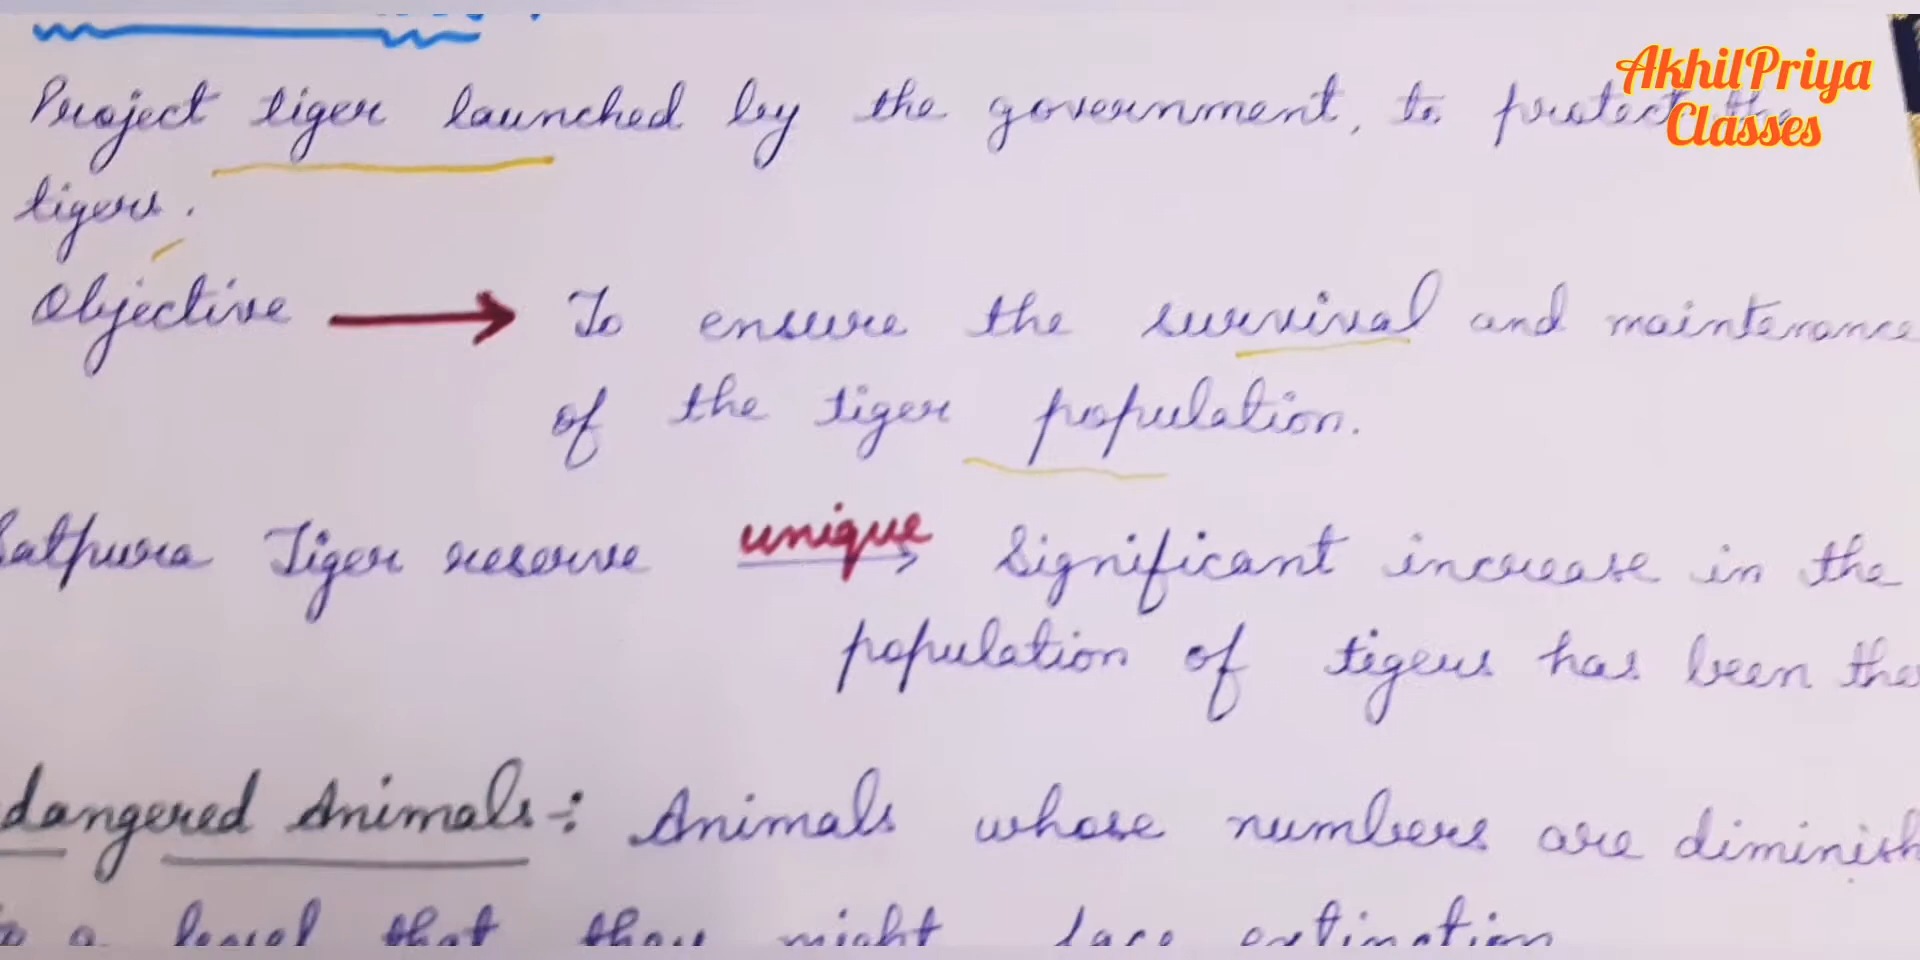 AkhilPriya
Classes
Project tiger launched by the government, to protect the
tigers.
Objective → To ensure the survival and maintenance
of the tiger population.
Satpura Tiger reserve unique → Significant increase in the
population of tigers has been the
dangered Animals :- Animals whose numbers are diminish
to a level that they might face extinction